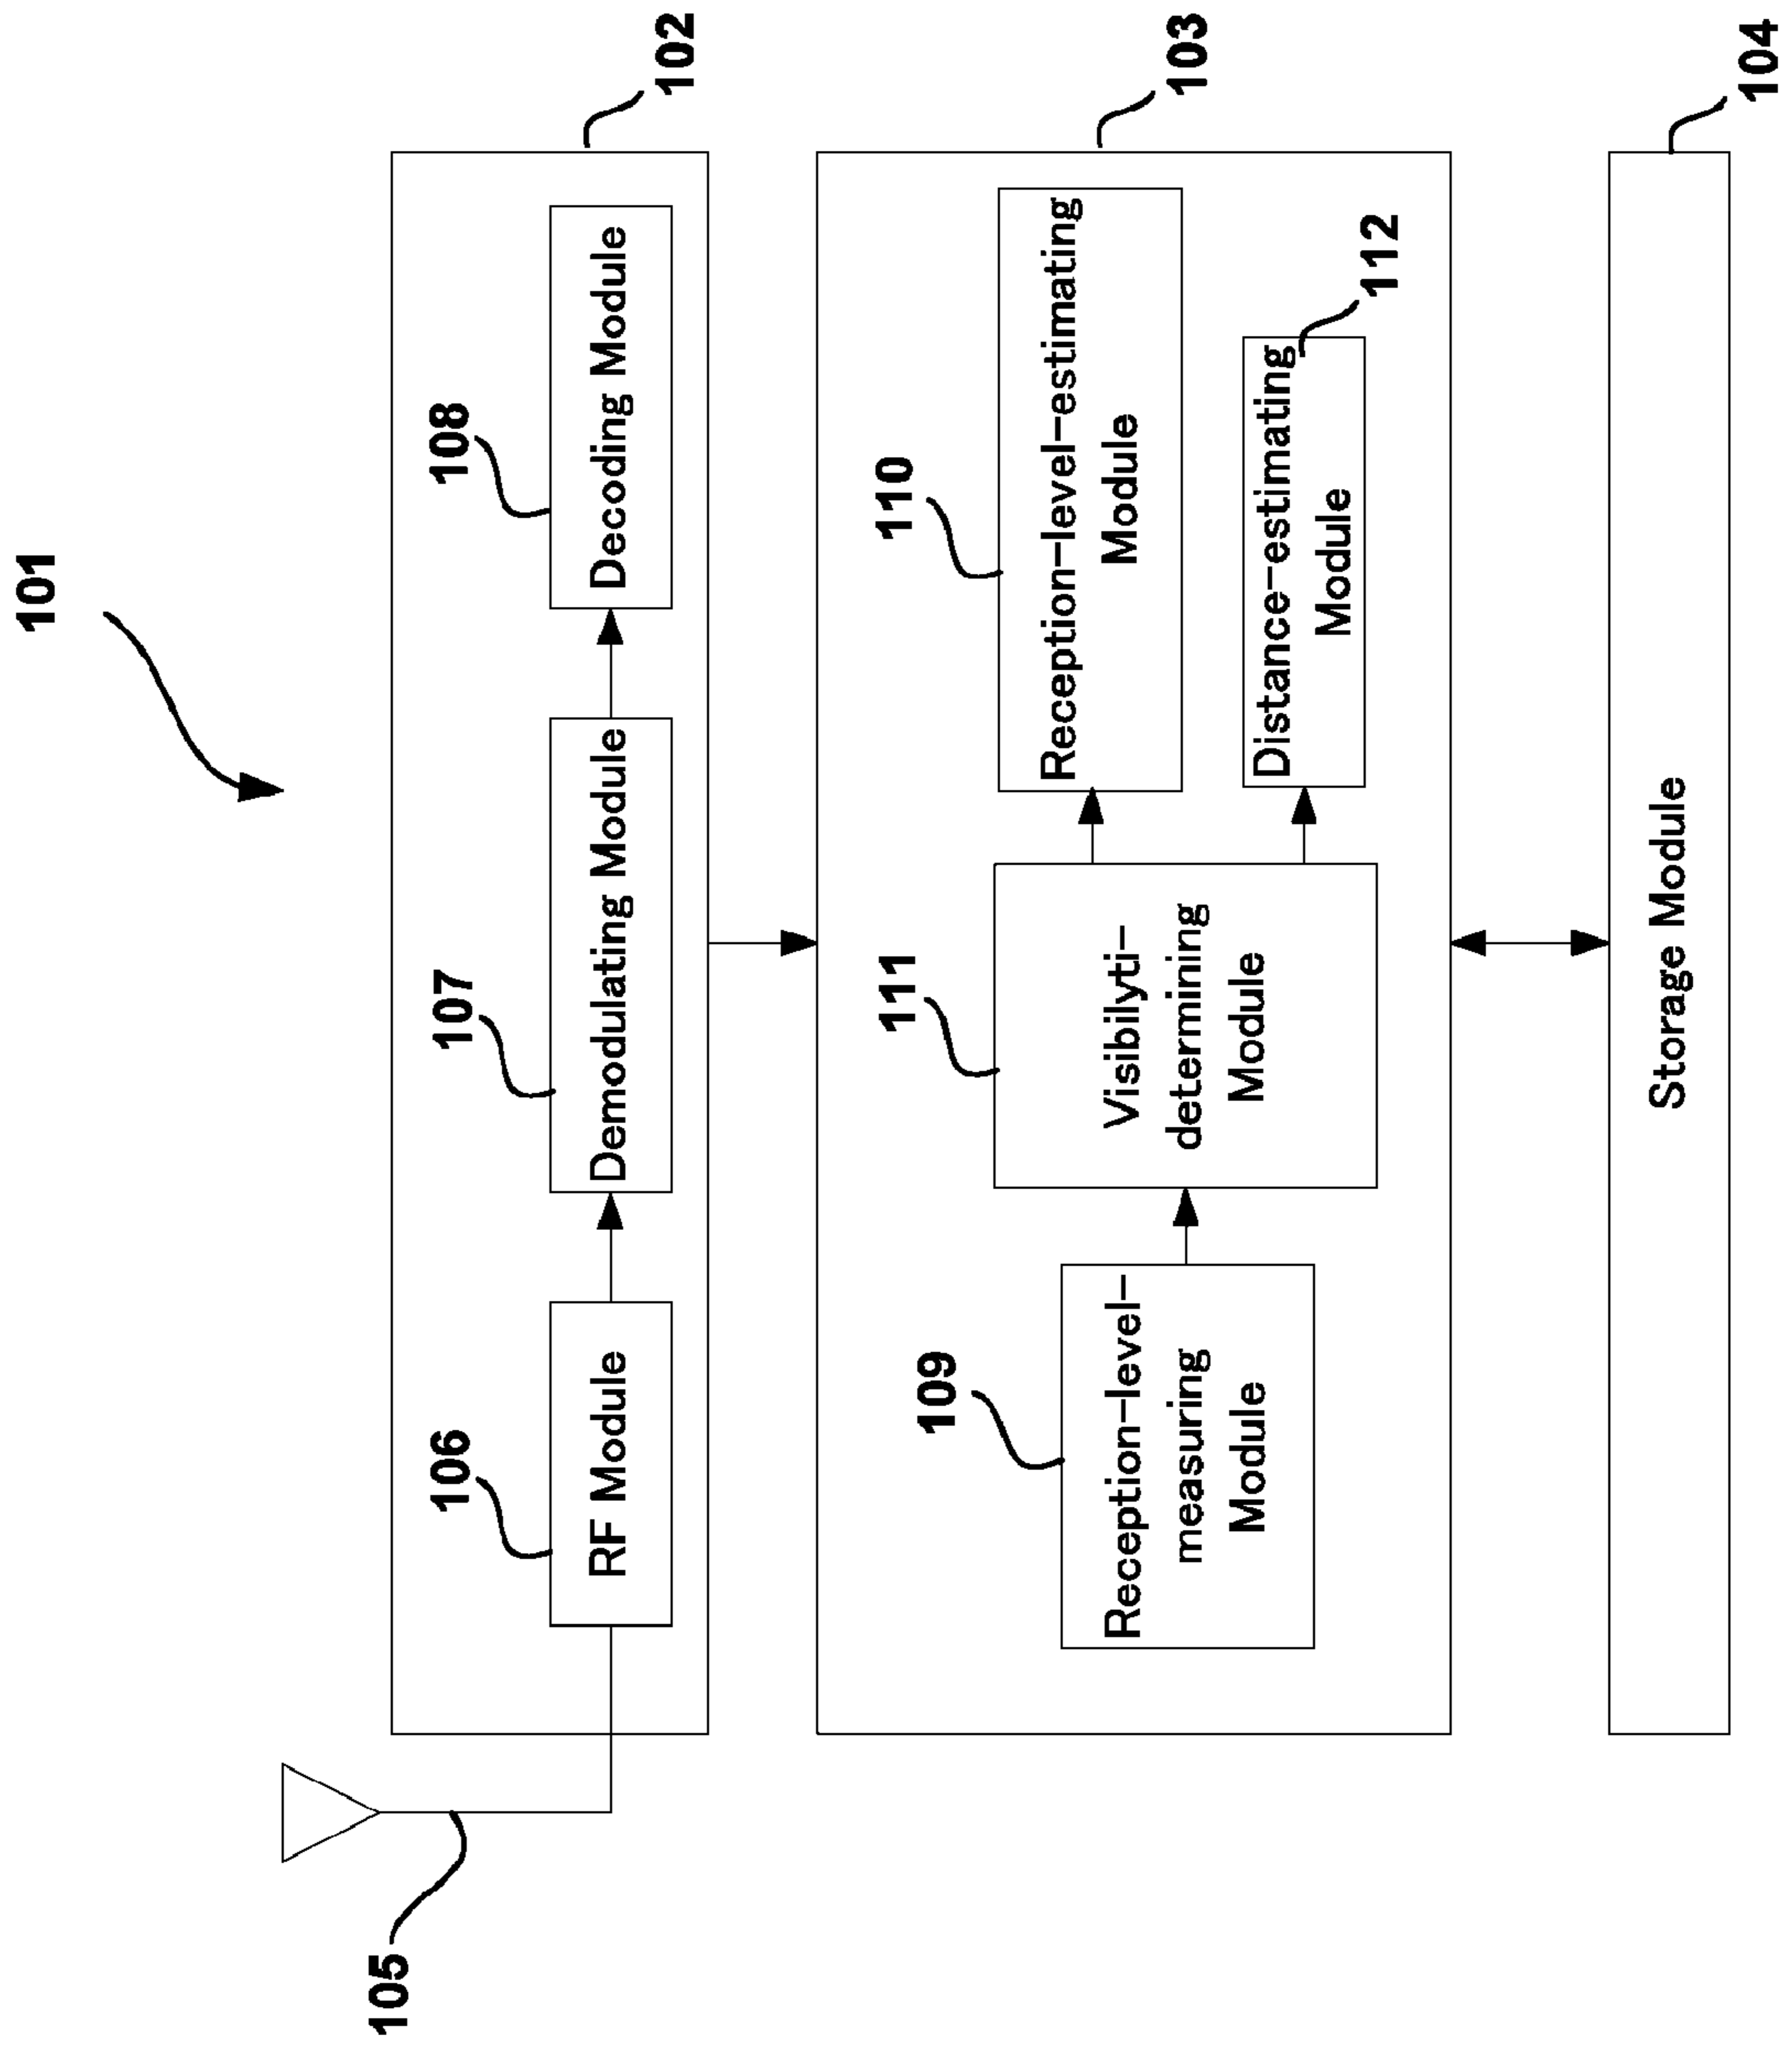 101
102
106
107
108
RF Module
Demodulating Module
Decoding Module
105
103
109
111
110
Reception-level-
measuring
Module
Visibilyti-
determining
Module
Reception-level-estimating
Module
112
Distance-estimating
Module
104
Storage Module